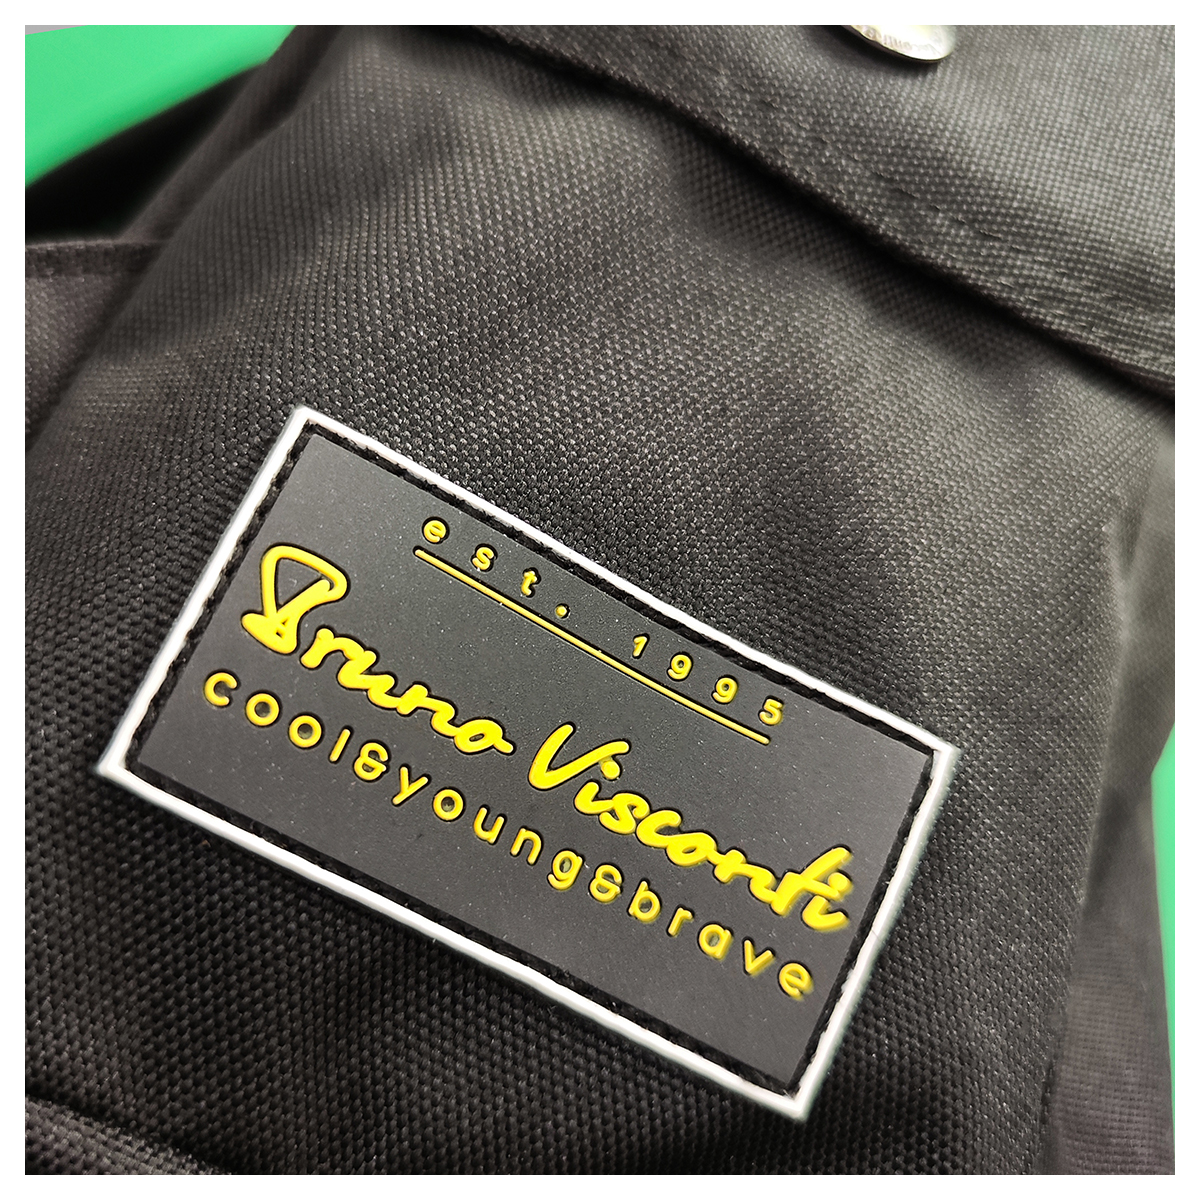 est. 1995
Bruno Visconti
cool&young&brave